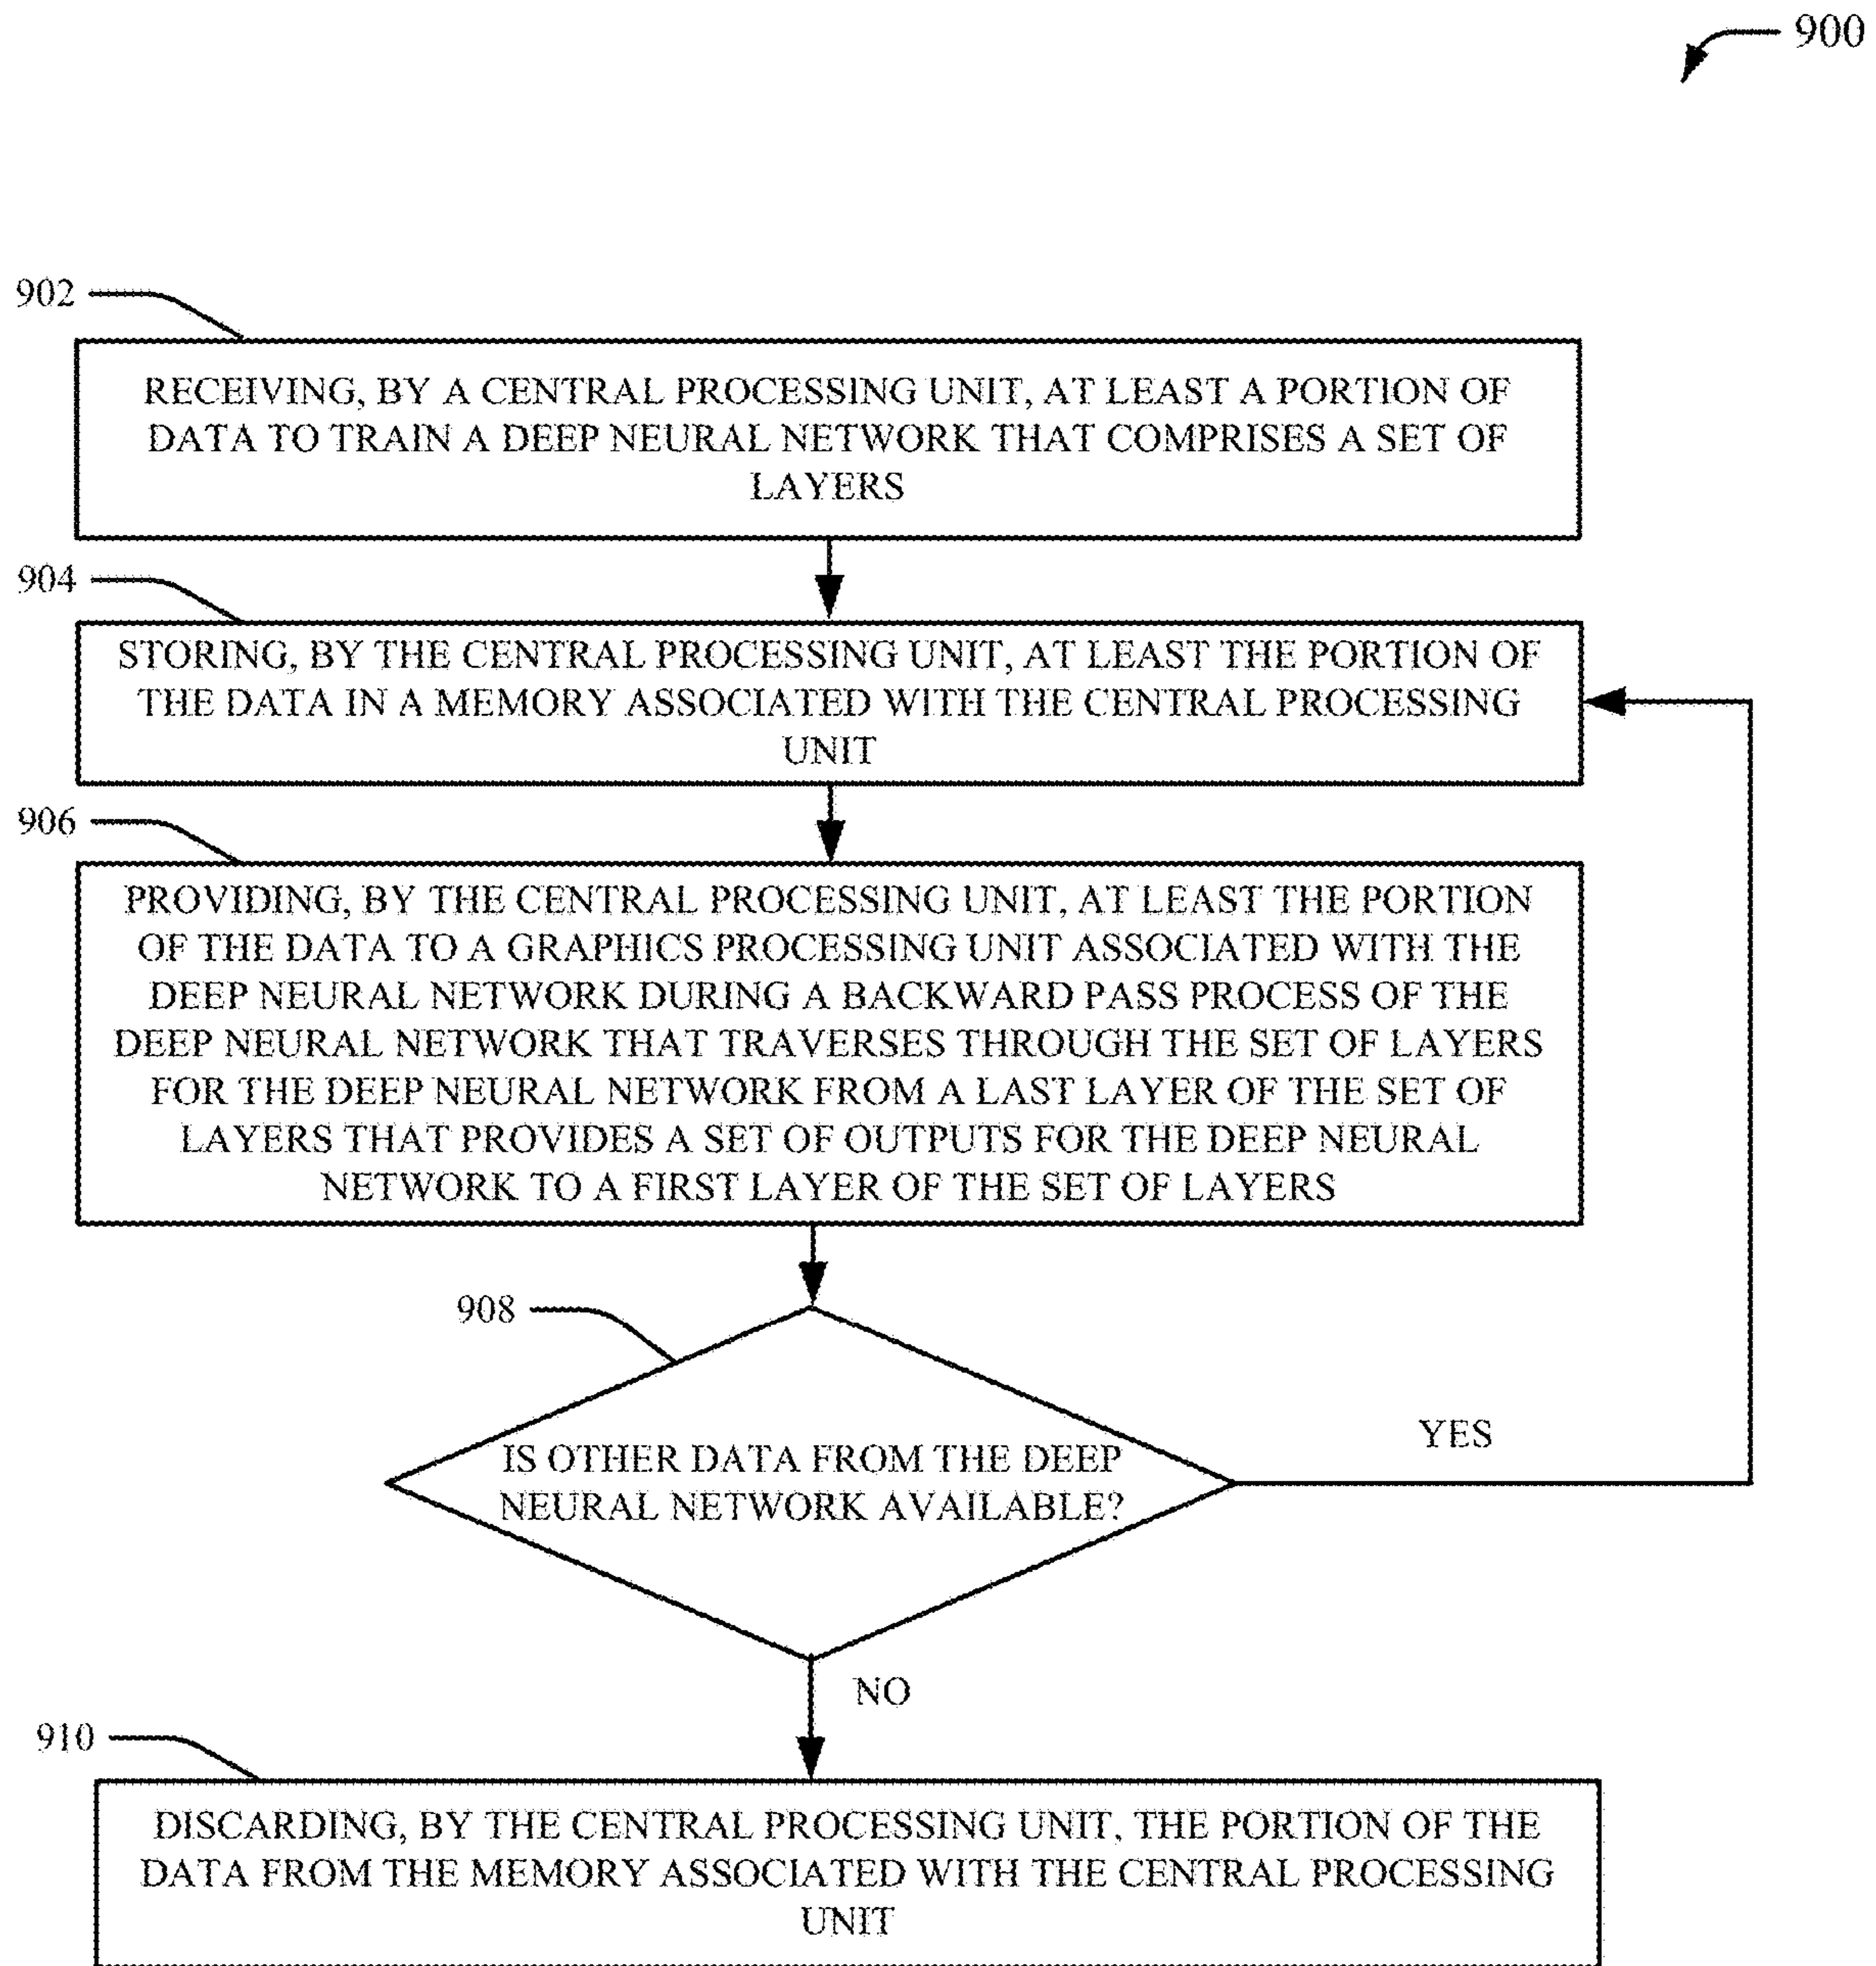 900
902
RECEIVING, BY A CENTRAL PROCESSING UNIT, AT LEAST A PORTION OF
DATA TO TRAIN A DEEP NEURAL NETWORK THAT COMPRISES A SET OF
LAYERS
904
STORING, BY THE CENTRAL PROCESSING UNIT, AT LEAST THE PORTION OF
THE DATA IN A MEMORY ASSOCIATED WITH THE CENTRAL PROCESSING
UNIT
906
PROVIDING, BY THE CENTRAL PROCESSING UNIT, AT LEAST THE PORTION
OF THE DATA TO A GRAPHICS PROCESSING UNIT ASSOCIATED WITH THE
DEEP NEURAL NETWORK DURING A BACKWARD PASS PROCESS OF THE
DEEP NEURAL NETWORK THAT TRAVERSES THROUGH THE SET OF LAYERS
FOR THE DEEP NEURAL NETWORK FROM A LAST LAYER OF THE SET OF
LAYERS THAT PROVIDES A SET OF OUTPUTS FOR THE DEEP NEURAL
NETWORK TO A FIRST LAYER OF THE SET OF LAYERS
908
IS OTHER DATA FROM THE DEEP
NEURAL NETWORK AVAILABLE?
YES
NO
910
DISCARDING, BY THE CENTRAL PROCESSING UNIT, THE PORTION OF THE
DATA FROM THE MEMORY ASSOCIATED WITH THE CENTRAL PROCESSING
UNIT